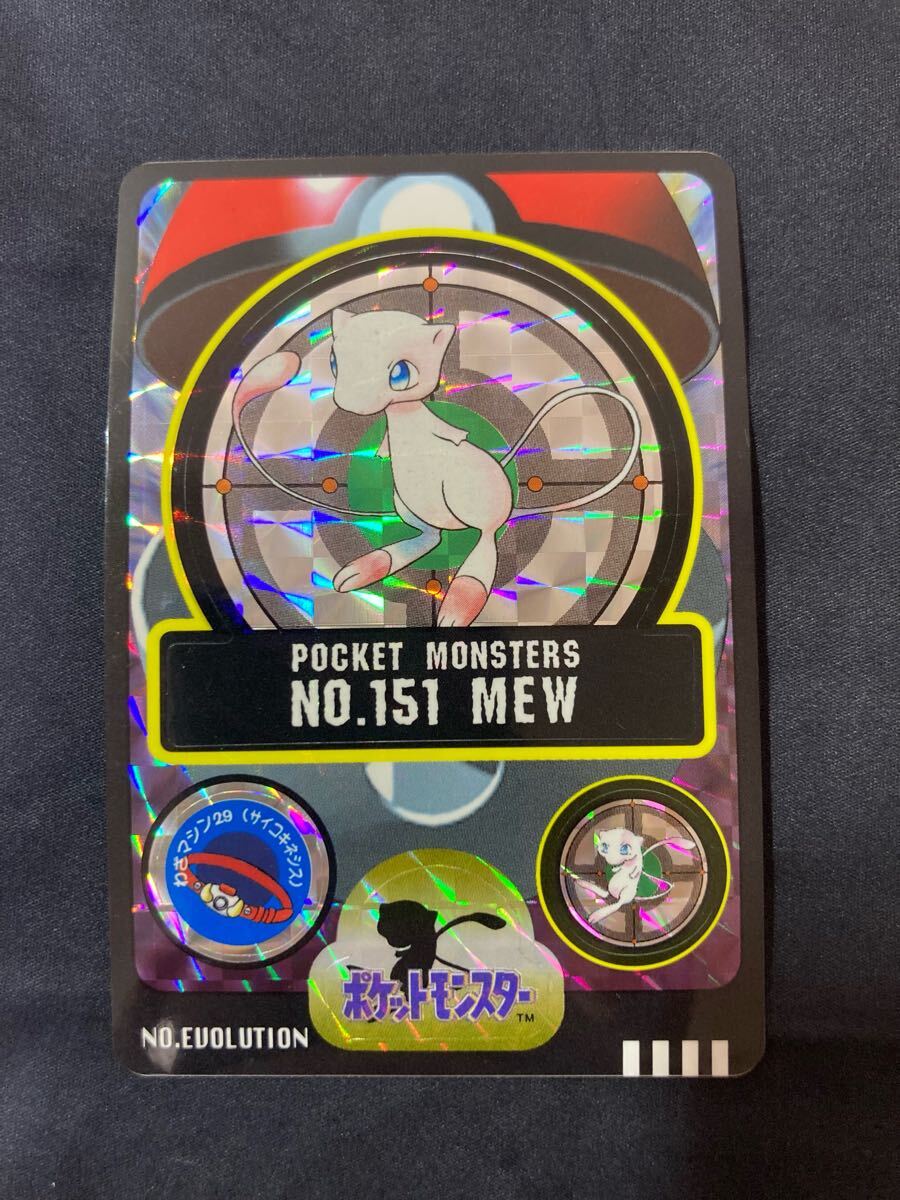 POCKET MONSTERS
NO.151 MEW
わざマシン29 (サイコキネシス)
ポケットモンスター
TM
NO.EVOLUTION